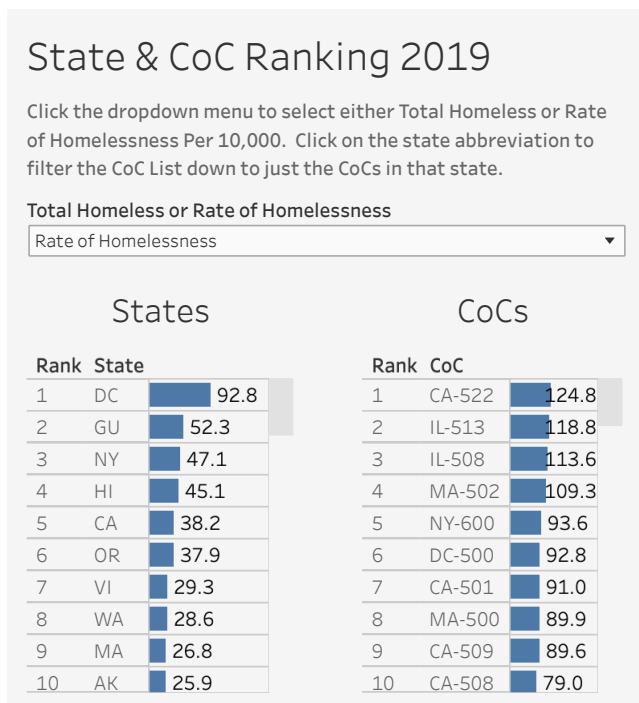 State & CoC Ranking 2019
Click the dropdown menu to select either Total Homeless or Rate
of Homelessness Per 10,000.  Click on the state abbreviation to
filter the CoC List down to just the CoCs in that state.
Total Homeless or Rate of Homelessness
Rate of Homelessness
States
Rank State
1 DC 92.8
2 GU 52.3
3 NY 47.1
4 HI 45.1
5 CA 38.2
6 OR 37.9
7 VI 29.3
8 WA 28.6
9 MA 26.8
10 AK 25.9
CoCs
Rank CoC
1 CA-522 124.8
2 IL-513 118.8
3 IL-508 113.6
4 MA-502 109.3
5 NY-600 93.6
6 DC-500 92.8
7 CA-501 91.0
8 MA-500 89.9
9 CA-509 89.6
10 CA-508 79.0